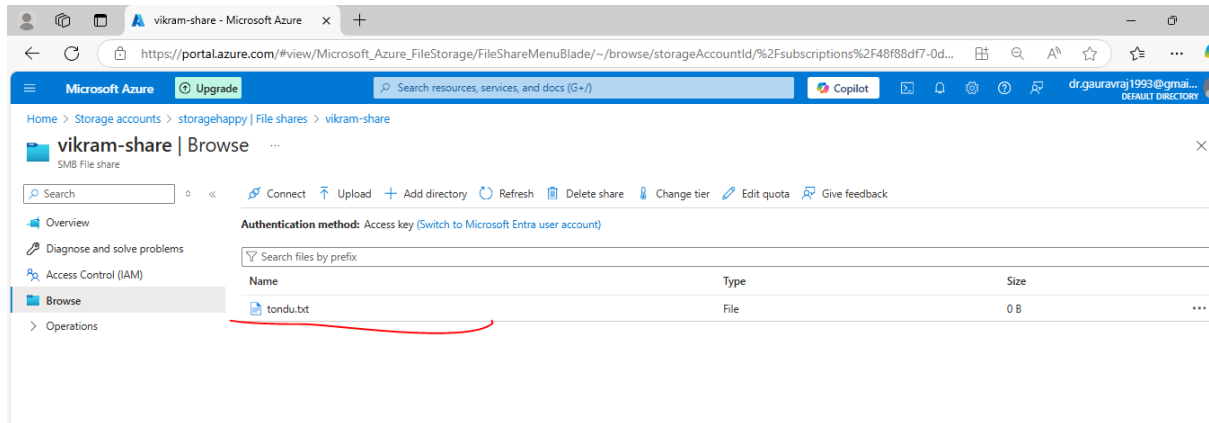 vikram-share - Microsoft Azure
https://portal.azure.com/#view/Microsoft_Azure_FileStorage/FileShareMenuBlade/~/browse/storageAccountId/%2Fsubscriptions%2F48f88df7-0d...
Microsoft Azure
Upgrade
Search resources, services, and docs (G+/)
Copilot
dr.gauravraj1993@gmai...
DEFAULT DIRECTORY
Home > Storage accounts > storagehappy | File shares > vikram-share
vikram-share | Browse ...
SMB File share
Search
Connect Upload Add directory Refresh Delete share Change tier Edit quota Give feedback
Overview
Authentication method: Access key (Switch to Microsoft Entra user account)
Diagnose and solve problems
Search files by prefix
Access Control (IAM)
Name Type Size
Browse
tondu.txt File 0 B
Operations